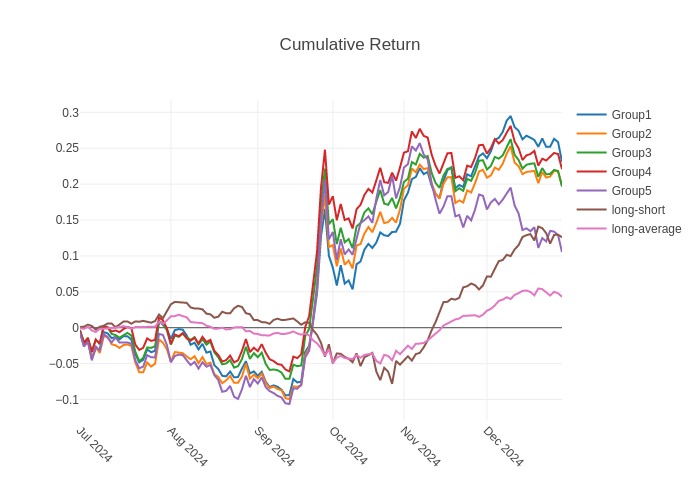 Cumulative Return
0.3
0.25
0.2
0.15
0.1
0.05
0
−0.05
−0.1
Jul 2024
Aug 2024
Sep 2024
Oct 2024
Nov 2024
Dec 2024
Group1
Group2
Group3
Group4
Group5
long-short
long-average